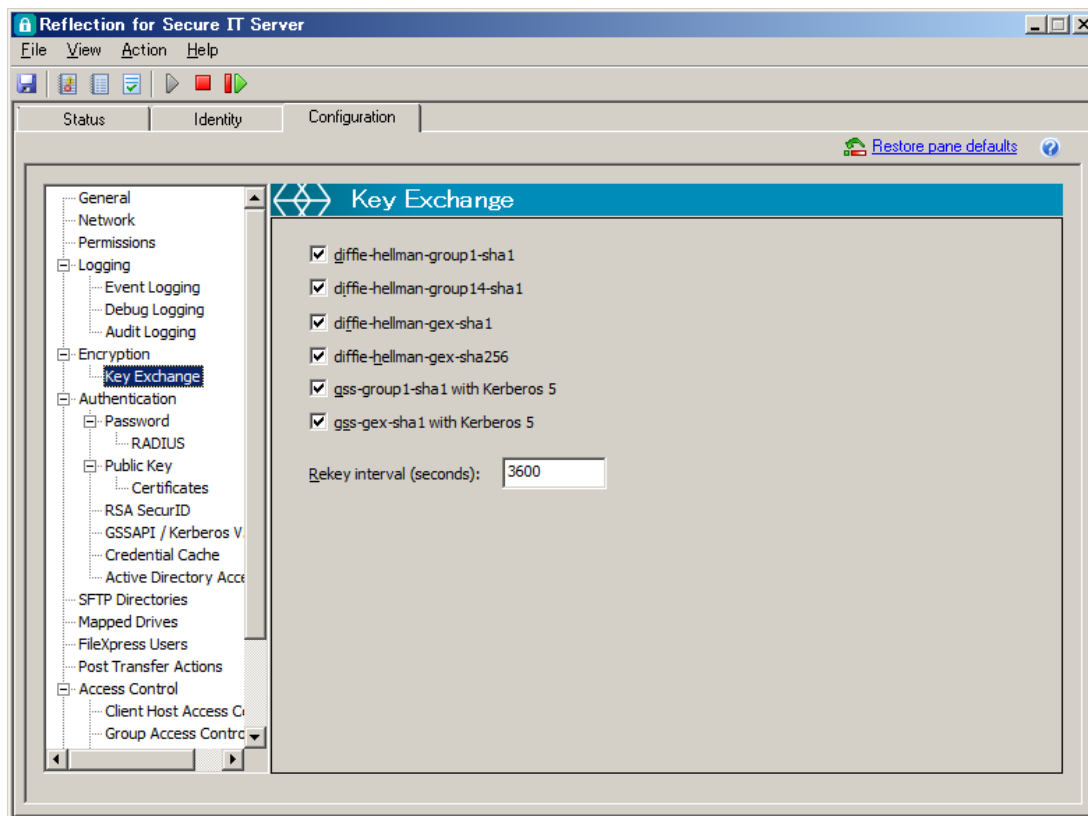 Reflection for Secure IT Server
File View Action Help
Status Identity Configuration
Restore pane defaults
General
Network
Permissions
Logging
Event Logging
Debug Logging
Audit Logging
Encryption
Key Exchange
Authentication
Password
RADIUS
Public Key
Certificates
RSA SecurID
GSSAPI / Kerberos V
Credential Cache
Active Directory Acce
SFTP Directories
Mapped Drives
FileXpress Users
Post Transfer Actions
Access Control
Client Host Access C
Group Access Contro
Key Exchange
diffie-hellman-group1-sha1
diffie-hellman-group14-sha1
diffie-hellman-gex-sha1
diffie-hellman-gex-sha256
gss-group1-sha1 with Kerberos 5
gss-gex-sha1 with Kerberos 5
Rekey interval (seconds): 3600